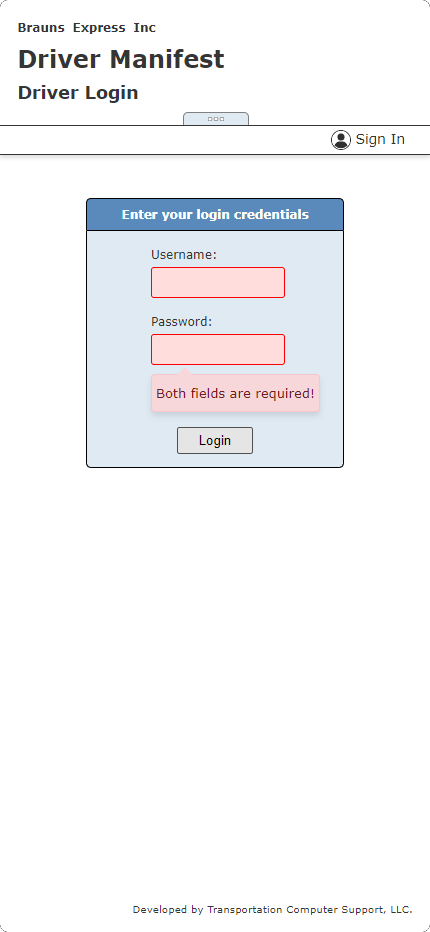 Brauns Express Inc
Driver Manifest
Driver Login
Sign In
Enter your login credentials
Username:
Password:
Both fields are required!
Login
Developed by Transportation Computer Support, LLC.